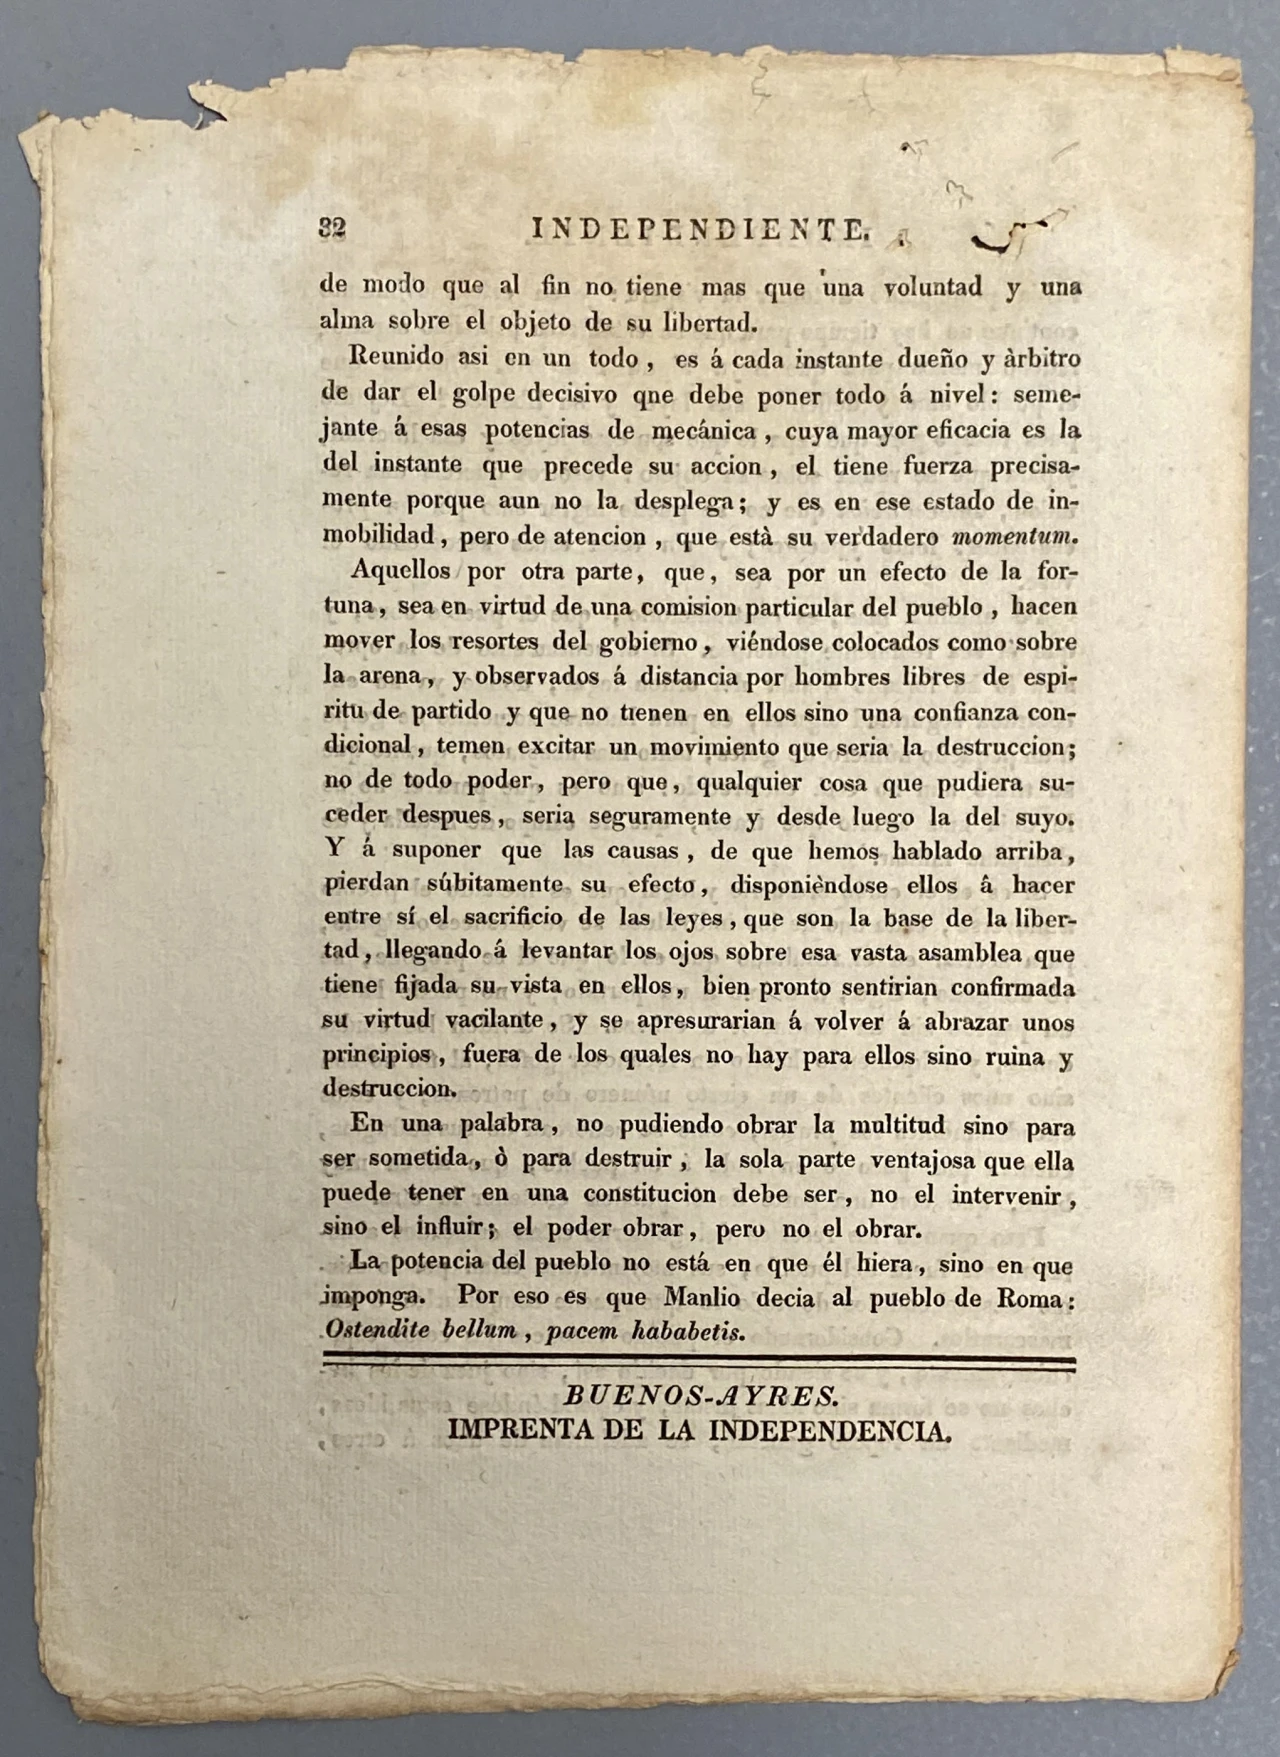 32 INDEPENDIENTE.
de modo que al fin no tiene mas que una voluntad y una
alma sobre el objeto de su libertad.
Reunido asi en un todo, es á cada instante dueño y àrbitro
de dar el golpe decisivo qne debe poner todo á nivel: seme-
jante á esas potencias de mecánica, cuya mayor eficacia es la
del instante que precede su accion, el tiene fuerza precisa-
mente porque aun no la desplega; y es en ese estado de in-
mobilidad, pero de atencion, que està su verdadero momentum.
Aquellos por otra parte, que, sea por un efecto de la for-
tuna, sea en virtud de una comision particular del pueblo, hacen
mover los resortes del gobierno, viéndose colocados como sobre
la arena, y observados á distancia por hombres libres de espi-
ritu de partido y que no tienen en ellos sino una confianza con-
dicional, temen excitar un movimiento que seria la destruccion;
no de todo poder, pero que, qualquier cosa que pudiera su-
ceder despues, seria seguramente y desde luego la del suyo.
Y á suponer que las causas, de que hemos hablado arriba,
pierdan súbitamente su efecto, disponièndose ellos â hacer
entre sí el sacrificio de las leyes, que son la base de la liber-
tad, llegando á levantar los ojos sobre esa vasta asamblea que
tiene fijada su vista en ellos, bien pronto sentirian confirmada
su virtud vacilante, y se apresurarian á volver á abrazar unos
principios, fuera de los quales no hay para ellos sino ruina y
destruccion.
En una palabra, no pudiendo obrar la multitud sino para
ser sometida, ò para destruir, la sola parte ventajosa que ella
puede tener en una constitucion debe ser, no el intervenir,
sino el influir; el poder obrar, pero no el obrar.
La potencia del pueblo no está en que él hiera, sino en que
imponga. Por eso es que Manlio decia al pueblo de Roma:
Ostendite bellum, pacem hababetis.
BUENOS-AYRES.
IMPRENTA DE LA INDEPENDENCIA.